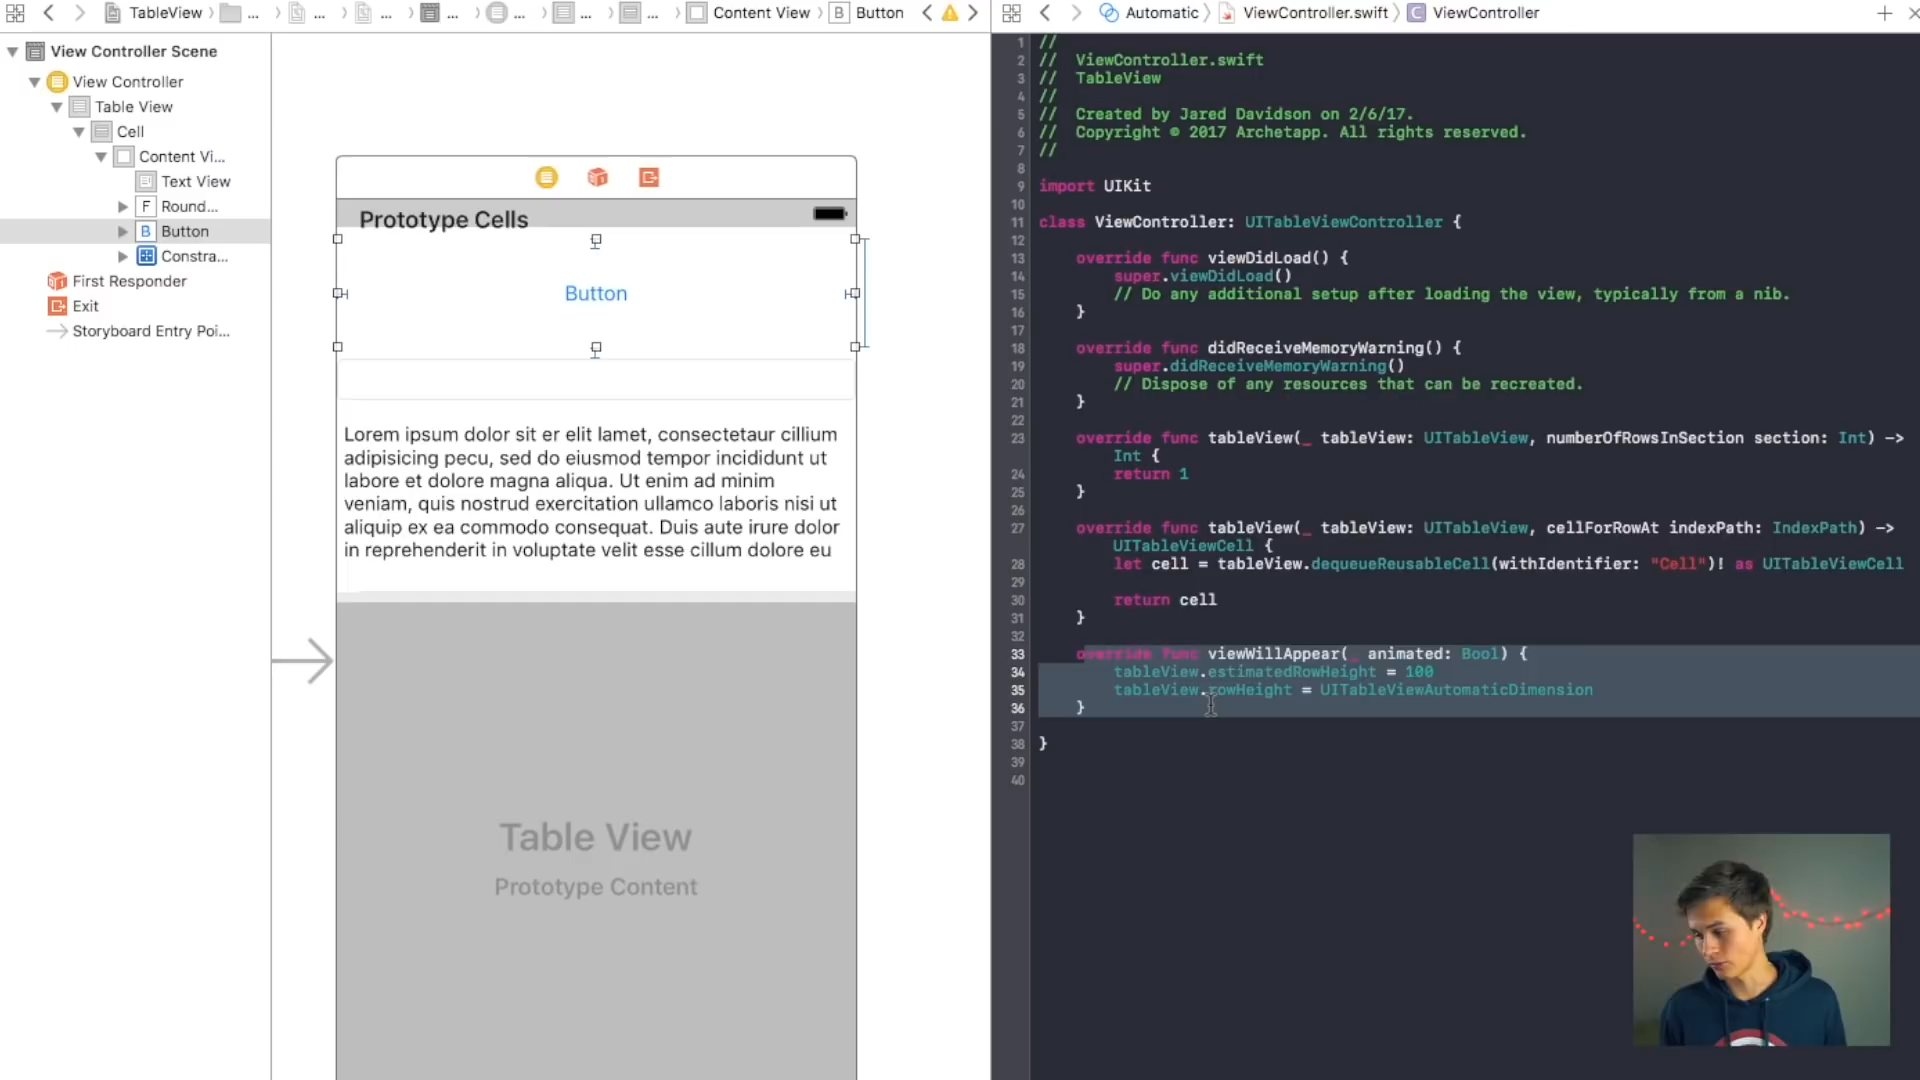 TableView
...
...
...
...
...
...
...
Content View
B
Button
Automatic
ViewController.swift
C
ViewController
View Controller Scene
View Controller
Table View
Cell
Content Vi...
Text View
F Round...
B Button
Constra...
First Responder
Exit
Storyboard Entry Poi...
Prototype Cells
Button
Lorem ipsum dolor sit er elit lamet, consectetaur cillium
adipisicing pecu, sed do eiusmod tempor incididunt ut
labore et dolore magna aliqua. Ut enim ad minim
veniam, quis nostrud exercitation ullamco laboris nisi ut
aliquip ex ea commodo consequat. Duis aute irure dolor
in reprehenderit in voluptate velit esse cillum dolore eu
Table View
Prototype Content
1 //
2 //  ViewController.swift
3 //  TableView
4 //
5 //  Created by Jared Davidson on 2/6/17.
6 //  Copyright © 2017 Archetapp. All rights reserved.
7 //
8
9 import UIKit
10
11 class ViewController: UITableViewController {
12
13     override func viewDidLoad() {
14         super.viewDidLoad()
15         // Do any additional setup after loading the view, typically from a nib.
16     }
17
18     override func didReceiveMemoryWarning() {
19         super.didReceiveMemoryWarning()
20         // Dispose of any resources that can be recreated.
21     }
22
23     override func tableView(_ tableView: UITableView, numberOfRowsInSection section: Int) ->
Int {
24         return 1
25     }
26
27     override func tableView(_ tableView: UITableView, cellForRowAt indexPath: IndexPath) ->
UITableViewCell {
28         let cell = tableView.dequeueReusableCell(withIdentifier: "Cell")! as UITableViewCell
29
30         return cell
31     }
32
33     override func viewWillAppear(_ animated: Bool) {
34         tableView.estimatedRowHeight = 100
35         tableView.rowHeight = UITableViewAutomaticDimension
36     }
37
38 }
39
40